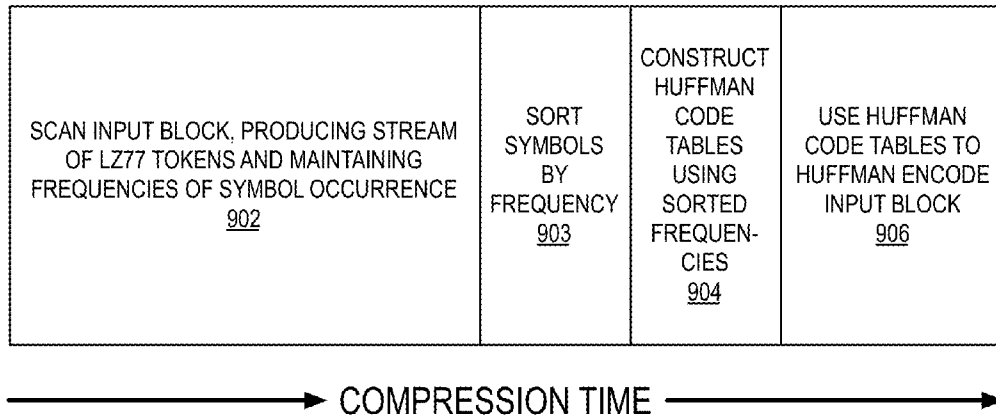 SCAN INPUT BLOCK, PRODUCING STREAM
OF LZ77 TOKENS AND MAINTAINING
FREQUENCIES OF SYMBOL OCCURRENCE
902
SORT
SYMBOLS
BY
FREQUENCY
903
CONSTRUCT
HUFFMAN
CODE
TABLES
USING
SORTED
FREQUEN-
CIES
904
USE HUFFMAN
CODE TABLES TO
HUFFMAN ENCODE
INPUT BLOCK
906
COMPRESSION TIME